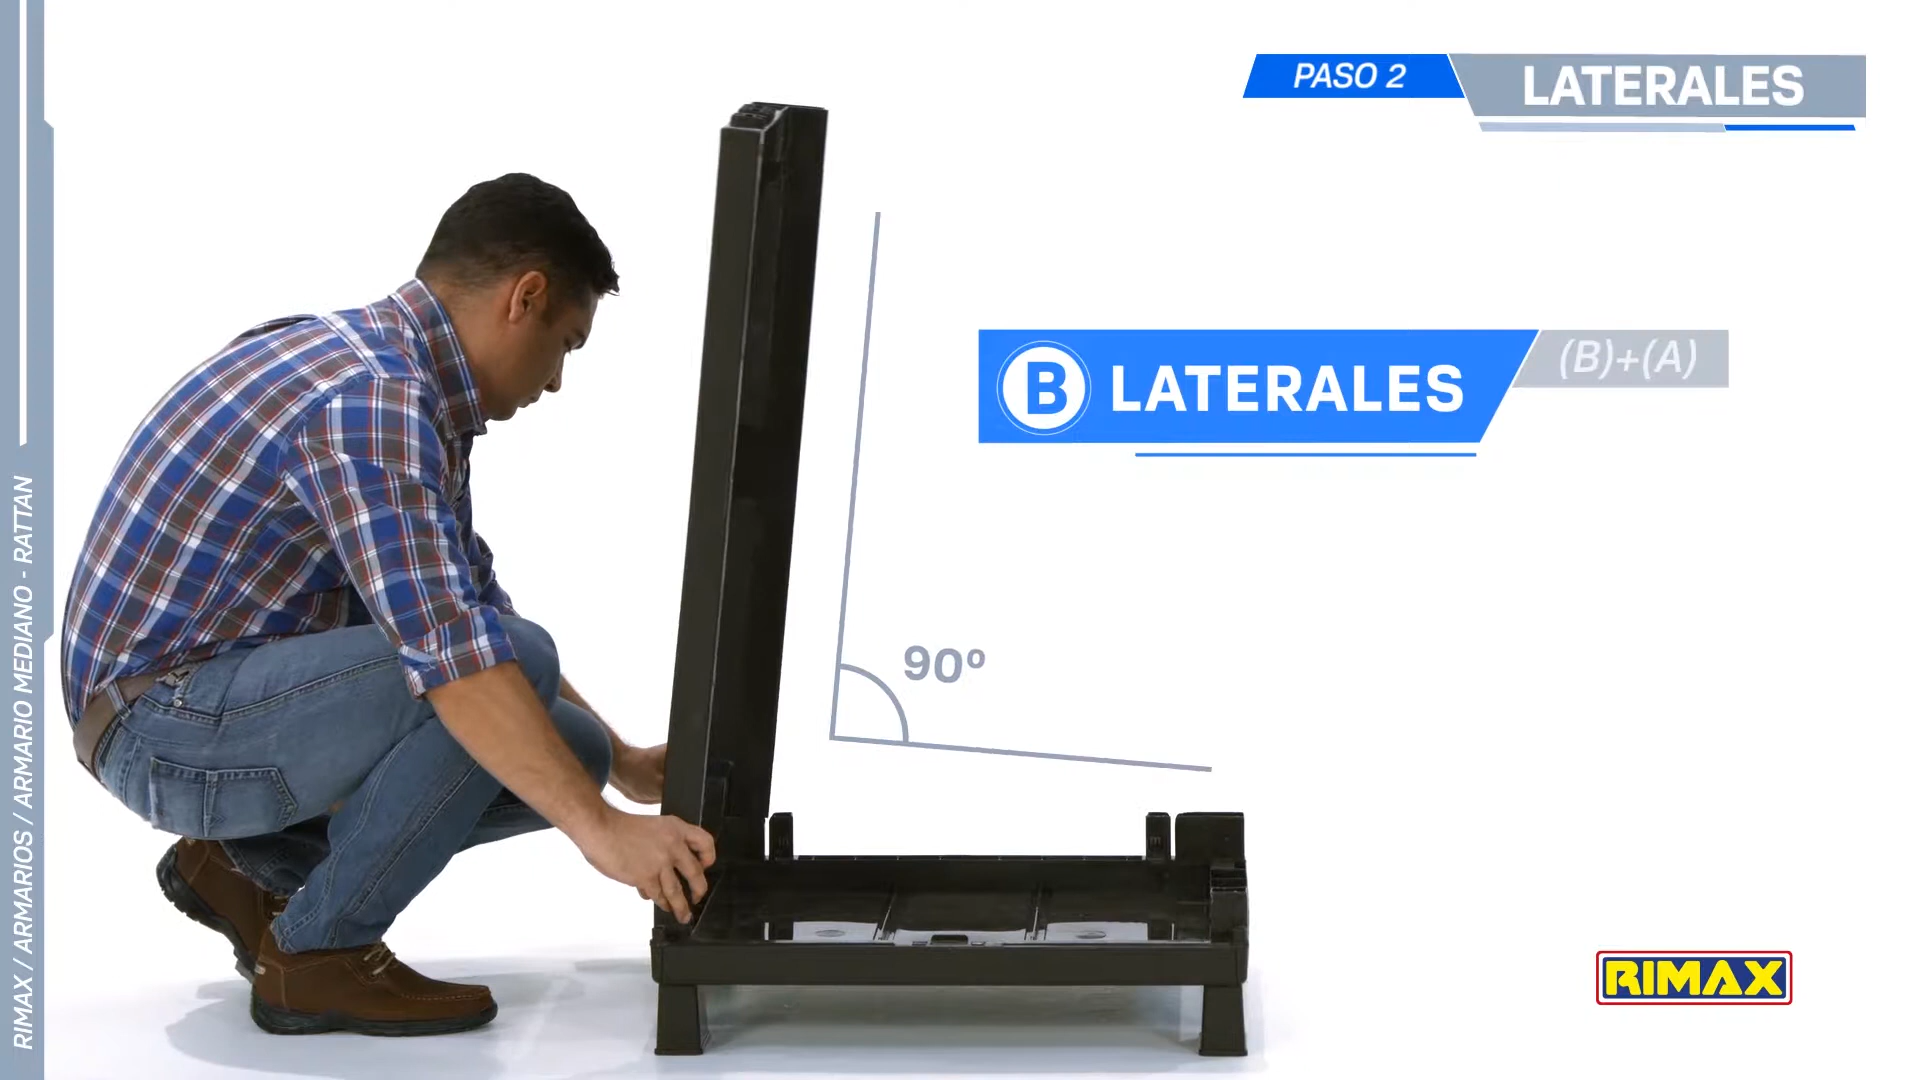 PASO 2
LATERALES
B LATERALES
(B)+(A)
90º
RIMAX / ARMARIOS / ARMARIO MEDIANO - RATTAN
RIMAX